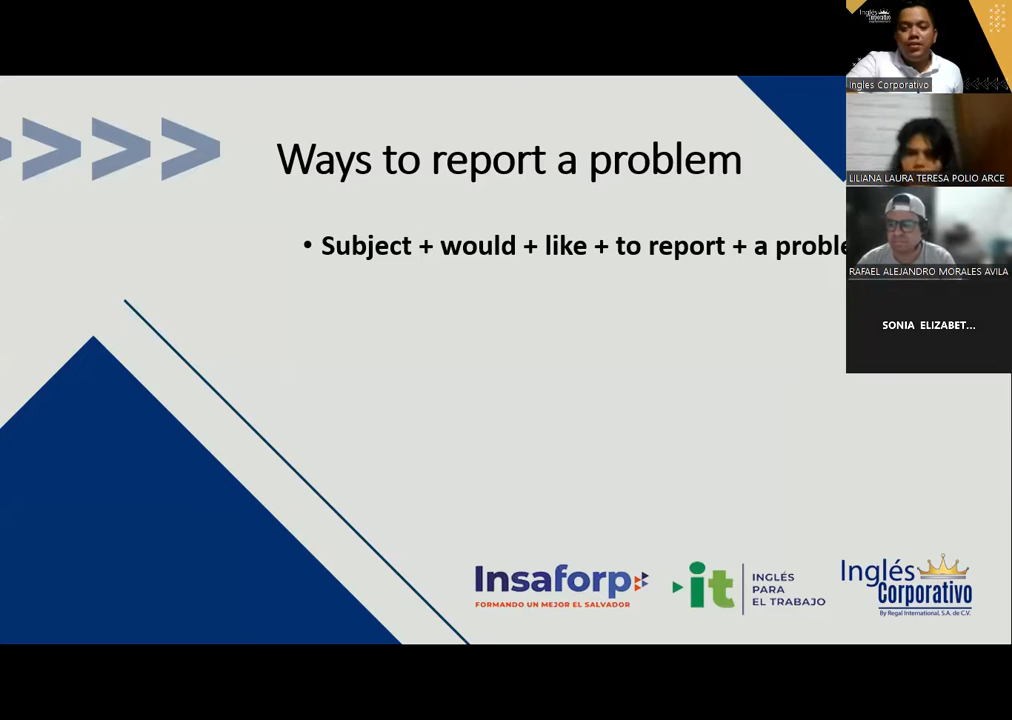 Inglés
Corporativo
Ingles Corporativo
Ways to report a problem
LILIANA LAURA TERESA POLIO ARCE
• Subject + would + like + to report + a proble
RAFAEL ALEJANDRO MORALES AVILA
SONIA ELIZABET...
Insaforp
FORMANDO UN MEJOR EL SALVADOR
it
INGLÉS
PARA
EL TRABAJO
Inglés
Corporativo
By Regal International, S.A. de C.V.